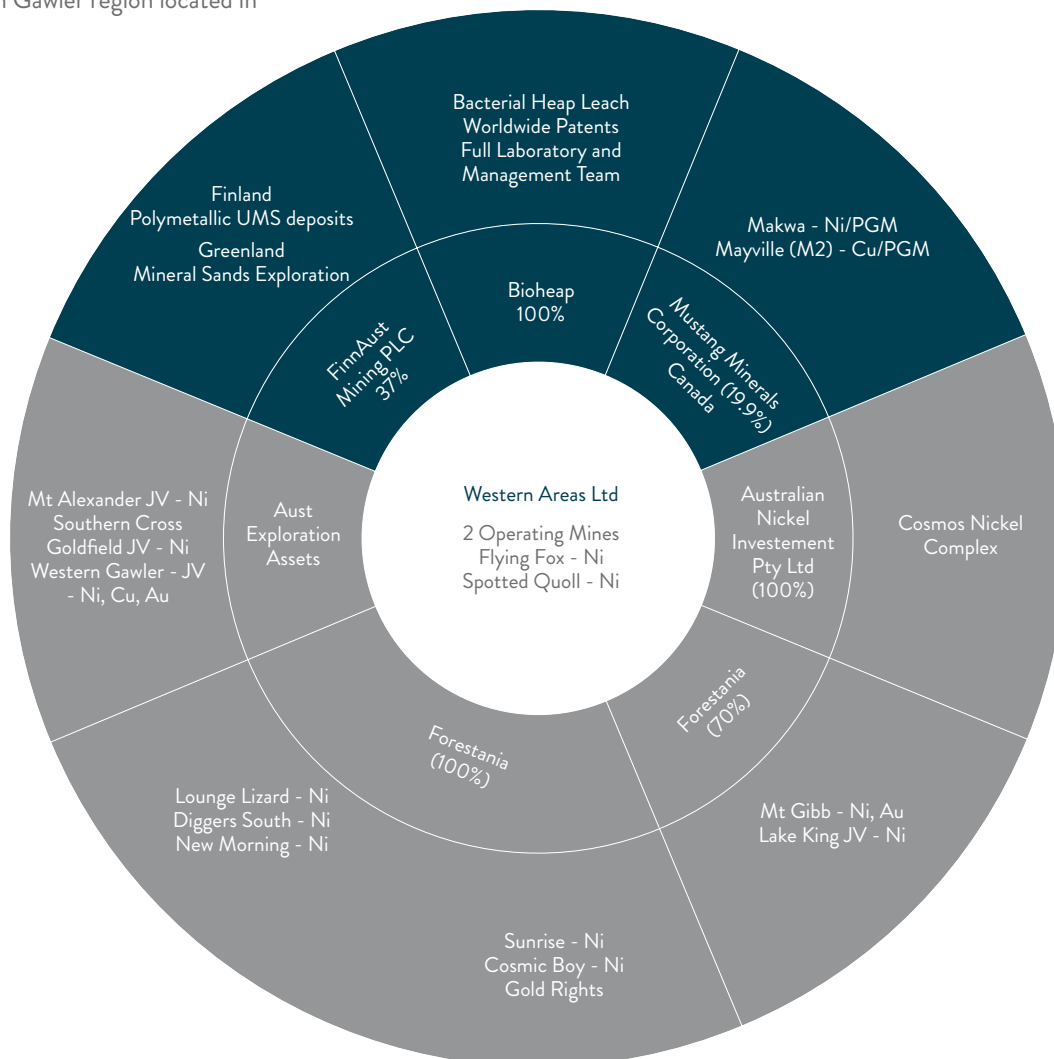 Gawler region located in
Bacterial Heap Leach
Worldwide Patents
Full Laboratory and
Management Team
Finland
Polymetallic UMS deposits
Greenland
Mineral Sands Exploration
Makwa - Ni/PGM
Mayville (M2) - Cu/PGM
Bioheap
100%
FinnAust
Mining PLC
37%
Mustang Minerals
Corporation (19.9%)
Canada
Mt Alexander JV - Ni
Southern Cross
Goldfield JV - Ni
Western Gawler - JV
- Ni, Cu, Au
Aust
Exploration
Assets
Western Areas Ltd
2 Operating Mines
Flying Fox - Ni
Spotted Quoll - Ni
Australian
Nickel
Investement
Pty Ltd
(100%)
Cosmos Nickel
Complex
Forestania
(100%)
Forestania
(70%)
Lounge Lizard - Ni
Diggers South - Ni
New Morning - Ni
Mt Gibb - Ni, Au
Lake King JV - Ni
Sunrise - Ni
Cosmic Boy - Ni
Gold Rights